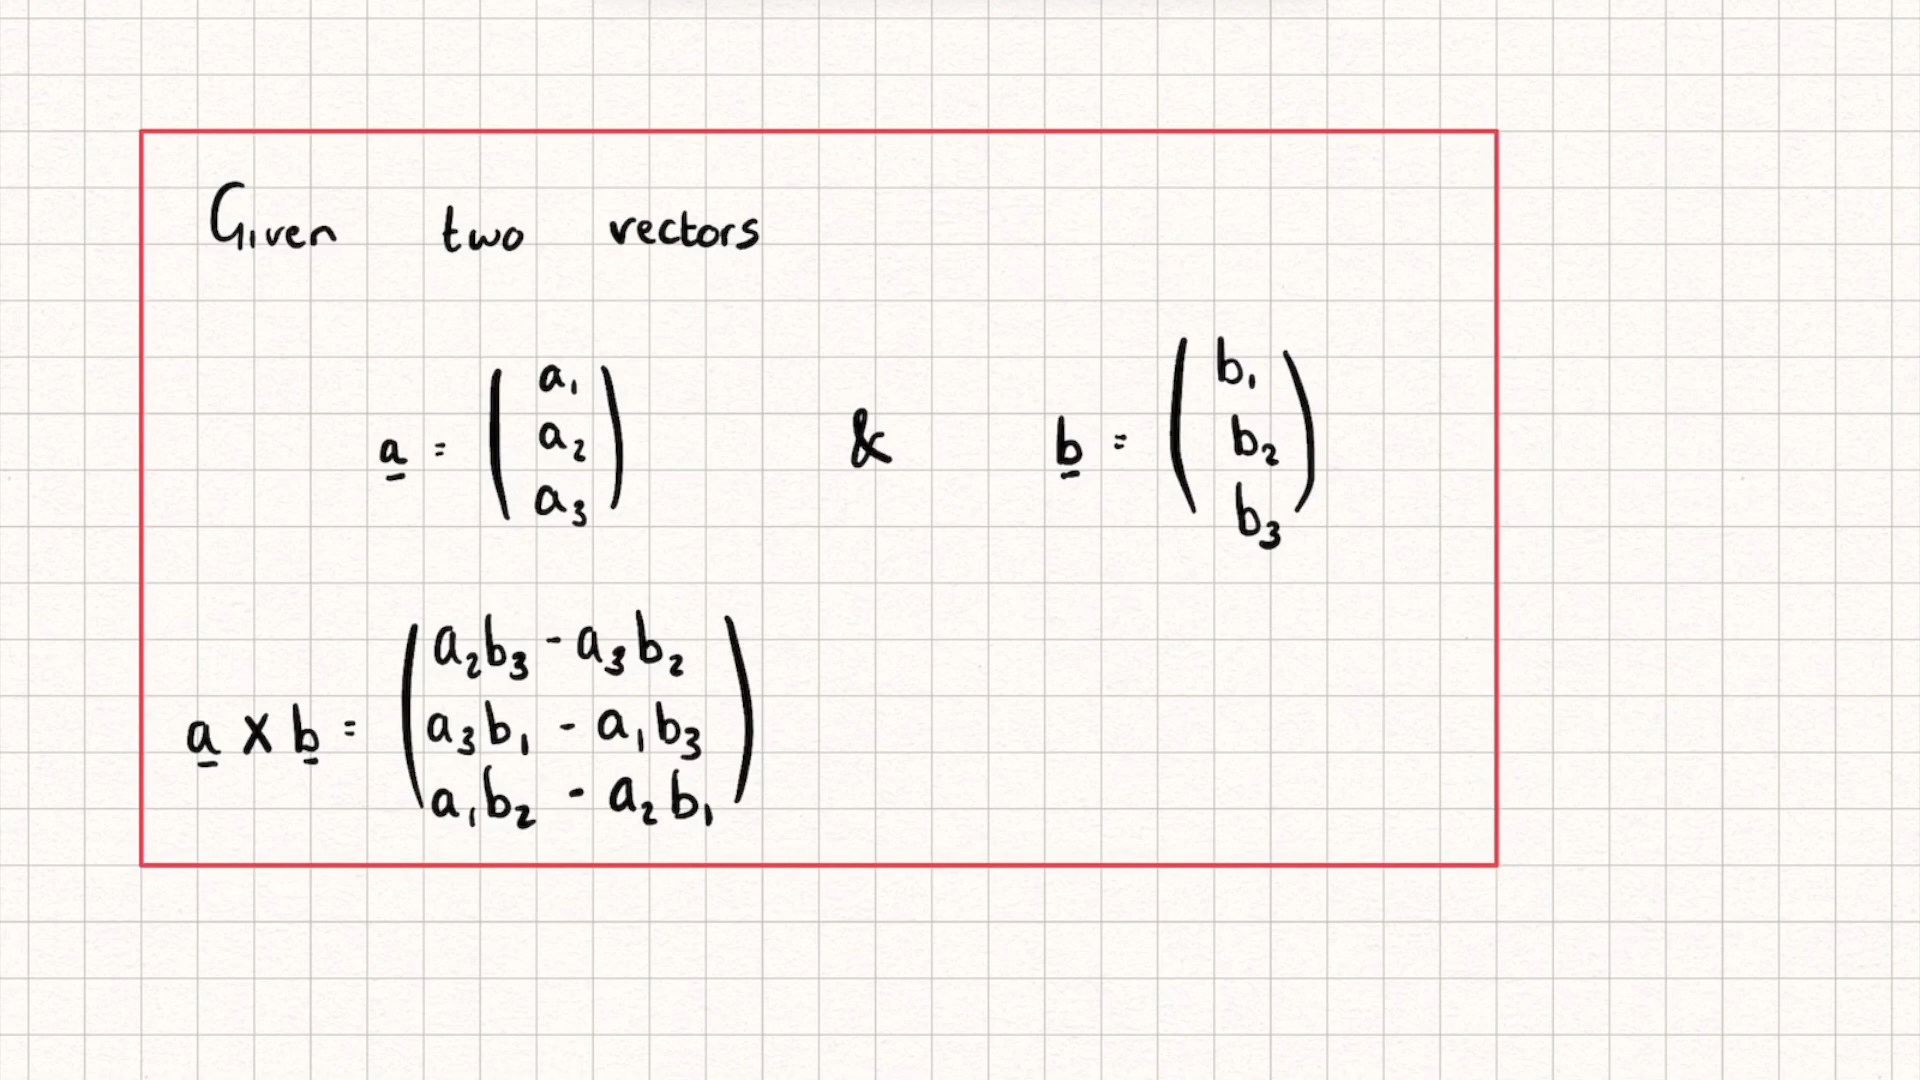 Given two vectors
a = ( a₁ a₂ a₃ ) & b = ( b₁ b₂ b₃ )
a × b = ( a₂b₃ - a₃b₂
a₃b₁ - a₁b₃
a₁b₂ - a₂b₁ )